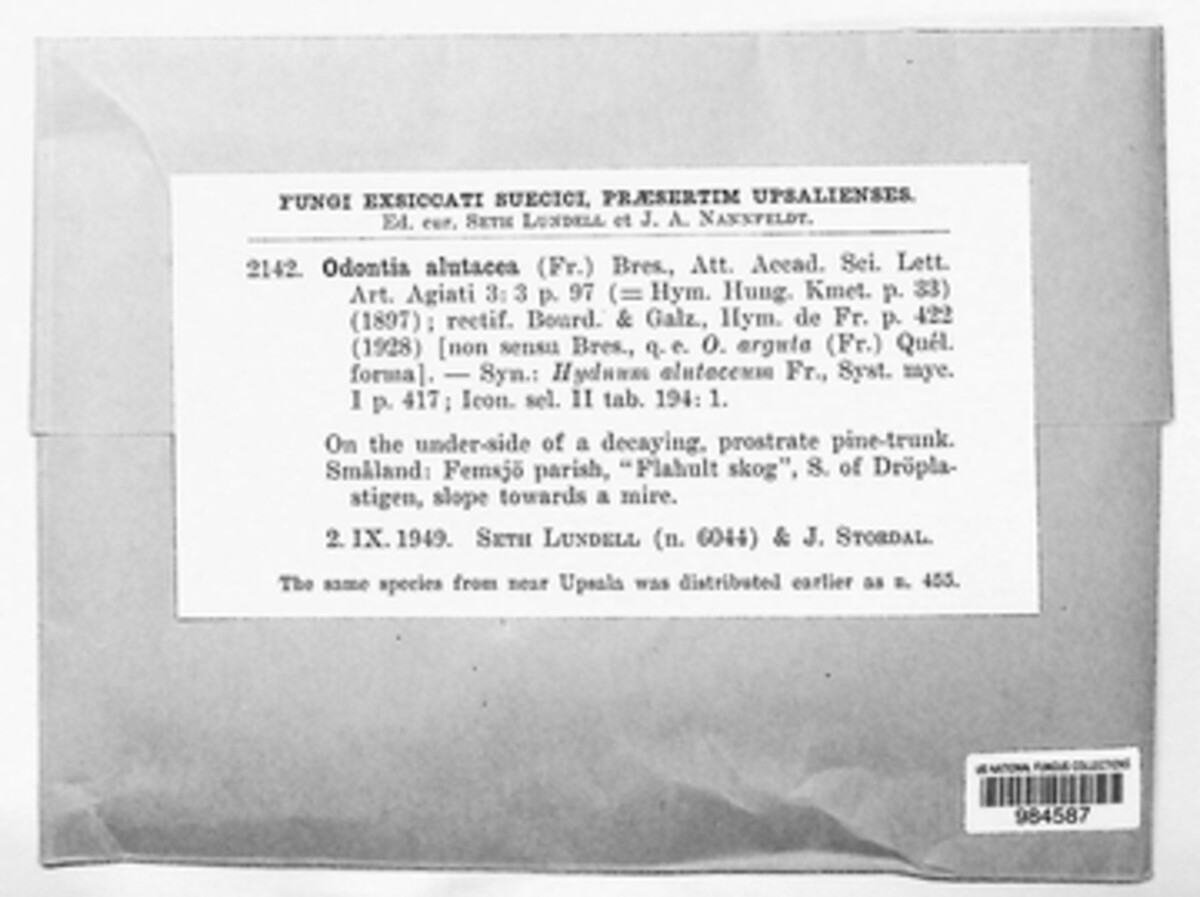 FUNGI EXSICCATI SUECICI, PRÆSERTIM UPSALIENSES.
Ed. cur. SETH LUNDELL et J. A. NANNFELDT.
2142. Odontia alutacea (Fr.) Bres., Att. Accad. Sci. Lett.
Art. Agiati 3: 3 p. 97 (= Hym. Hung. Kmet. p. 33)
(1897); rectif. Bourd. & Galz., Hym. de Fr. p. 422
(1928) [non sensu Bres., q. e. O. arguta (Fr.) Quél.
forma]. — Syn.: Hydnum alutaceum Fr., Syst. myc.
I p. 417; Icon. sel. II tab. 194: 1.
On the under-side of a decaying, prostrate pine-trunk.
Småland: Femsjö parish, "Flahult skog", S. of Dröpla-
stigen, slope towards a mire.
2. IX. 1949. SETH LUNDELL (n. 6044) & J. STORDAL.
The same species from near Upsala was distributed earlier as n. 455.
US NATIONAL FUNGUS COLLECTIONS
984587